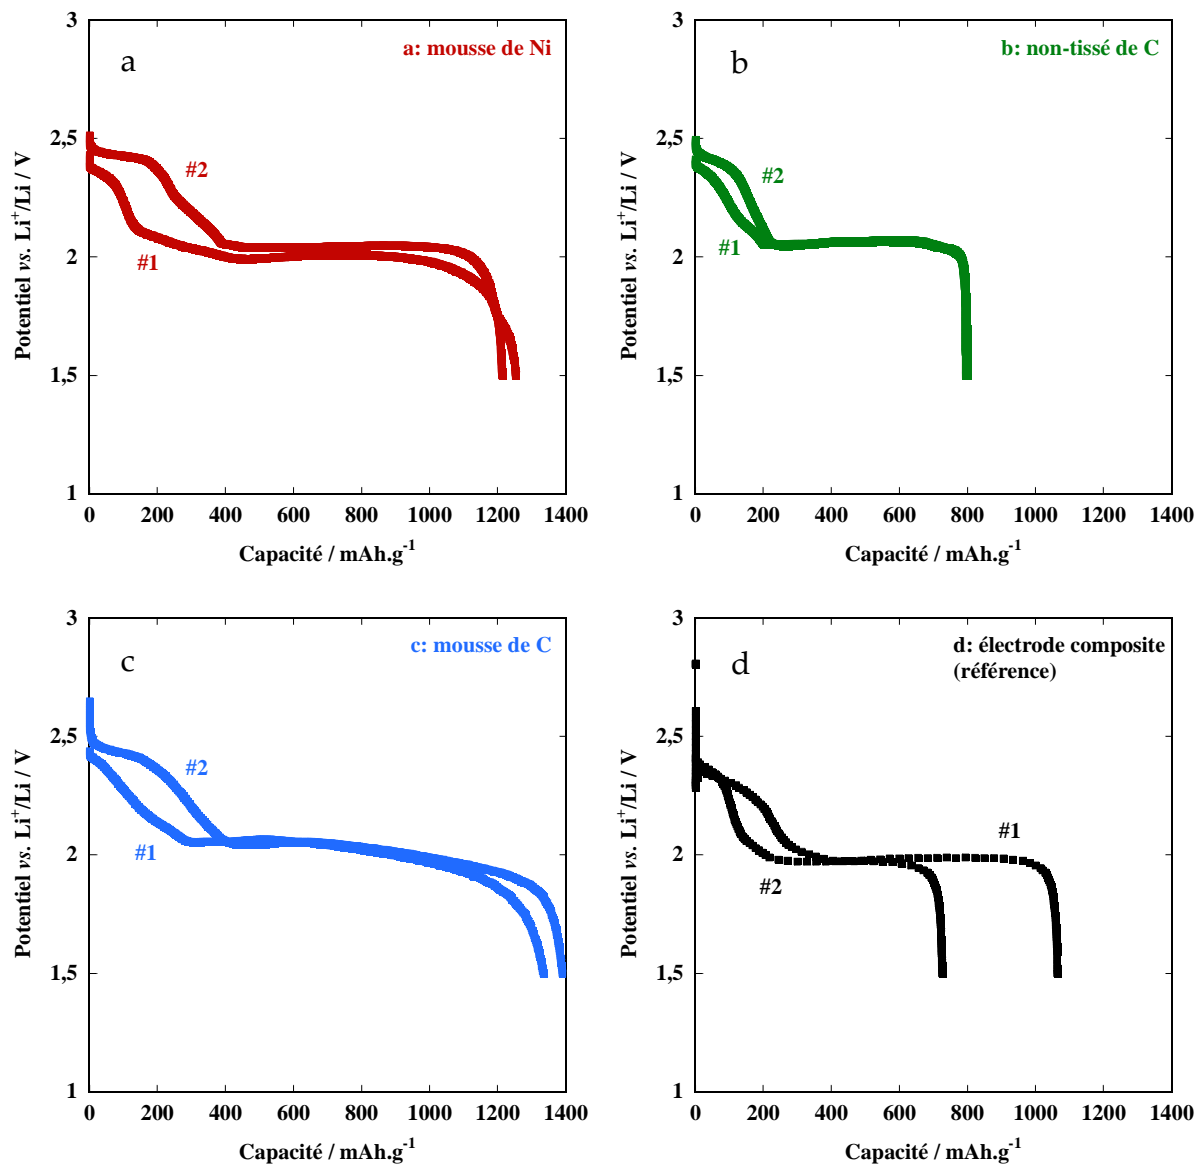 3
a: mousse de Ni
a
2,5
#2
2
#1
1,5
1
0 200 400 600 800 1000 1200 1400
Potentiel vs. Li⁺/Li / V
Capacité / mAh.g⁻¹
3
b: non-tissé de C
b
2,5
#2
2
#1
1,5
1
0 200 400 600 800 1000 1200 1400
Potentiel vs. Li⁺/Li / V
Capacité / mAh.g⁻¹
3
c: mousse de C
c
2,5
#2
2
#1
1,5
1
0 200 400 600 800 1000 1200 1400
Potentiel vs. Li⁺/Li / V
Capacité / mAh.g⁻¹
3
d: électrode composite
(référence)
d
2,5
#1
2
#2
1,5
1
0 200 400 600 800 1000 1200 1400
Potentiel vs. Li⁺/Li / V
Capacité / mAh.g⁻¹